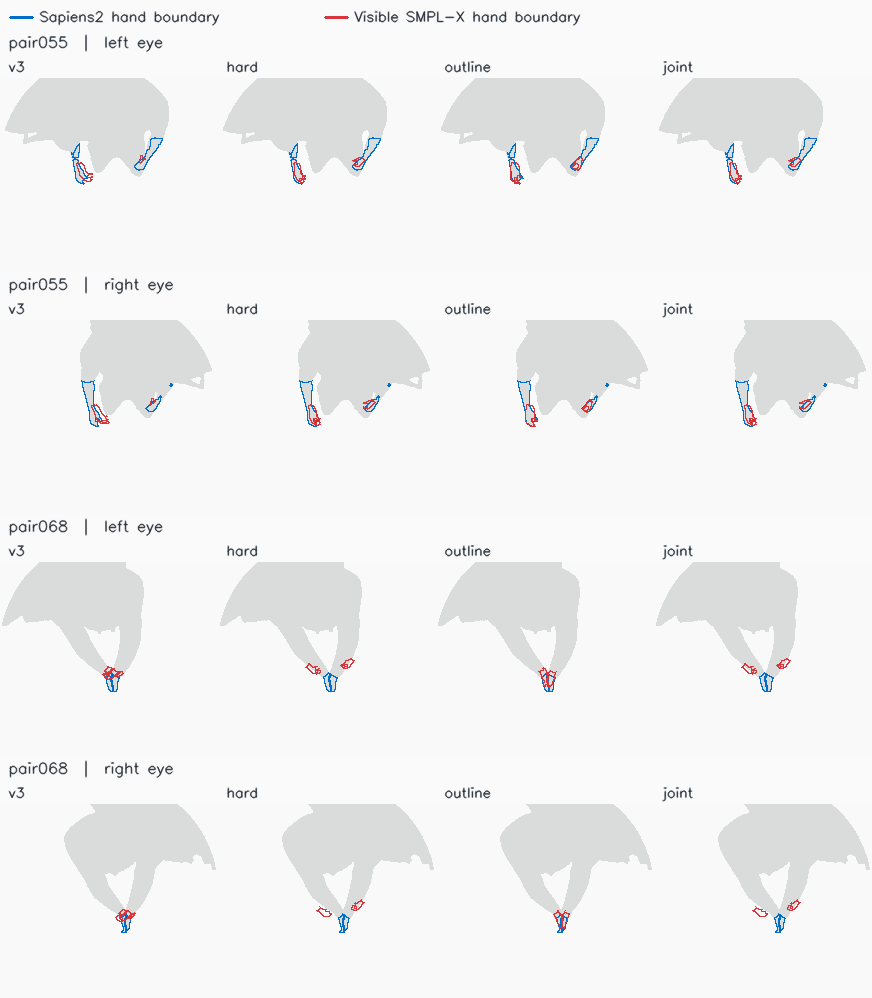 Sapiens2 hand boundary Visible SMPL-X hand boundary
pair055 | left eye
v3 hard outline joint
pair055 | right eye
v3 hard outline joint
pair068 | left eye
v3 hard outline joint
pair068 | right eye
v3 hard outline joint